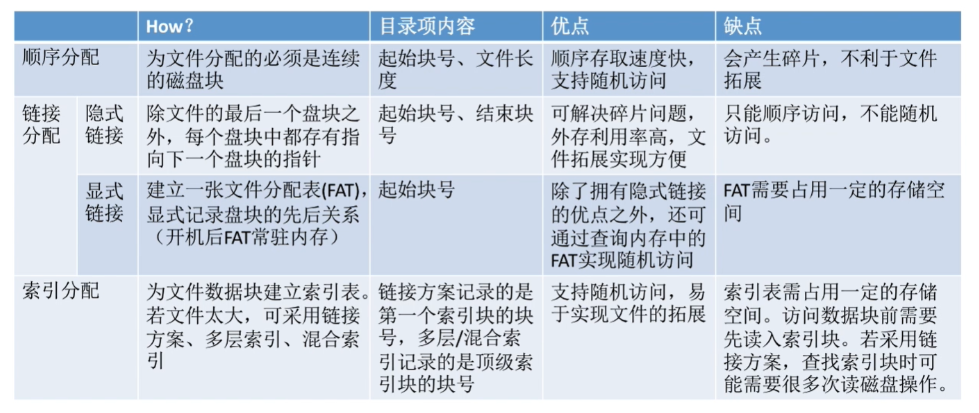 How? 目录项内容 优点 缺点
顺序分配
为文件分配的必须是连续
的磁盘块
起始块号、文件长
度
顺序存取速度快，
支持随机访问
会产生碎片，不利于文件
拓展
链接
分配
隐式
链接
除文件的最后一个盘块之
外，每个盘块中都存有指
向下一个盘块的指针
起始块号、结束块
号
可解决碎片问题，
外存利用率高，文
件拓展实现方便
只能顺序访问，不能随机
访问。
显式
链接
建立一张文件分配表(FAT)，
显式记录盘块的先后关系
（开机后FAT常驻内存）
起始块号
除了拥有隐式链接
的优点之外，还可
通过查询内存中的
FAT实现随机访问
FAT需要占用一定的存储空
间
索引分配
为文件数据块建立索引表。
若文件太大，可采用链接
方案、多层索引、混合索
引
链接方案记录的是
第一个索引块的块
号，多层/混合索
引记录的是顶级索
引块的块号
支持随机访问，易
于实现文件的拓展
索引表需占用一定的存储
空间。访问数据块前需要
先读入索引块。若采用链
接方案，查找索引块时可
能需要很多次读磁盘操作。